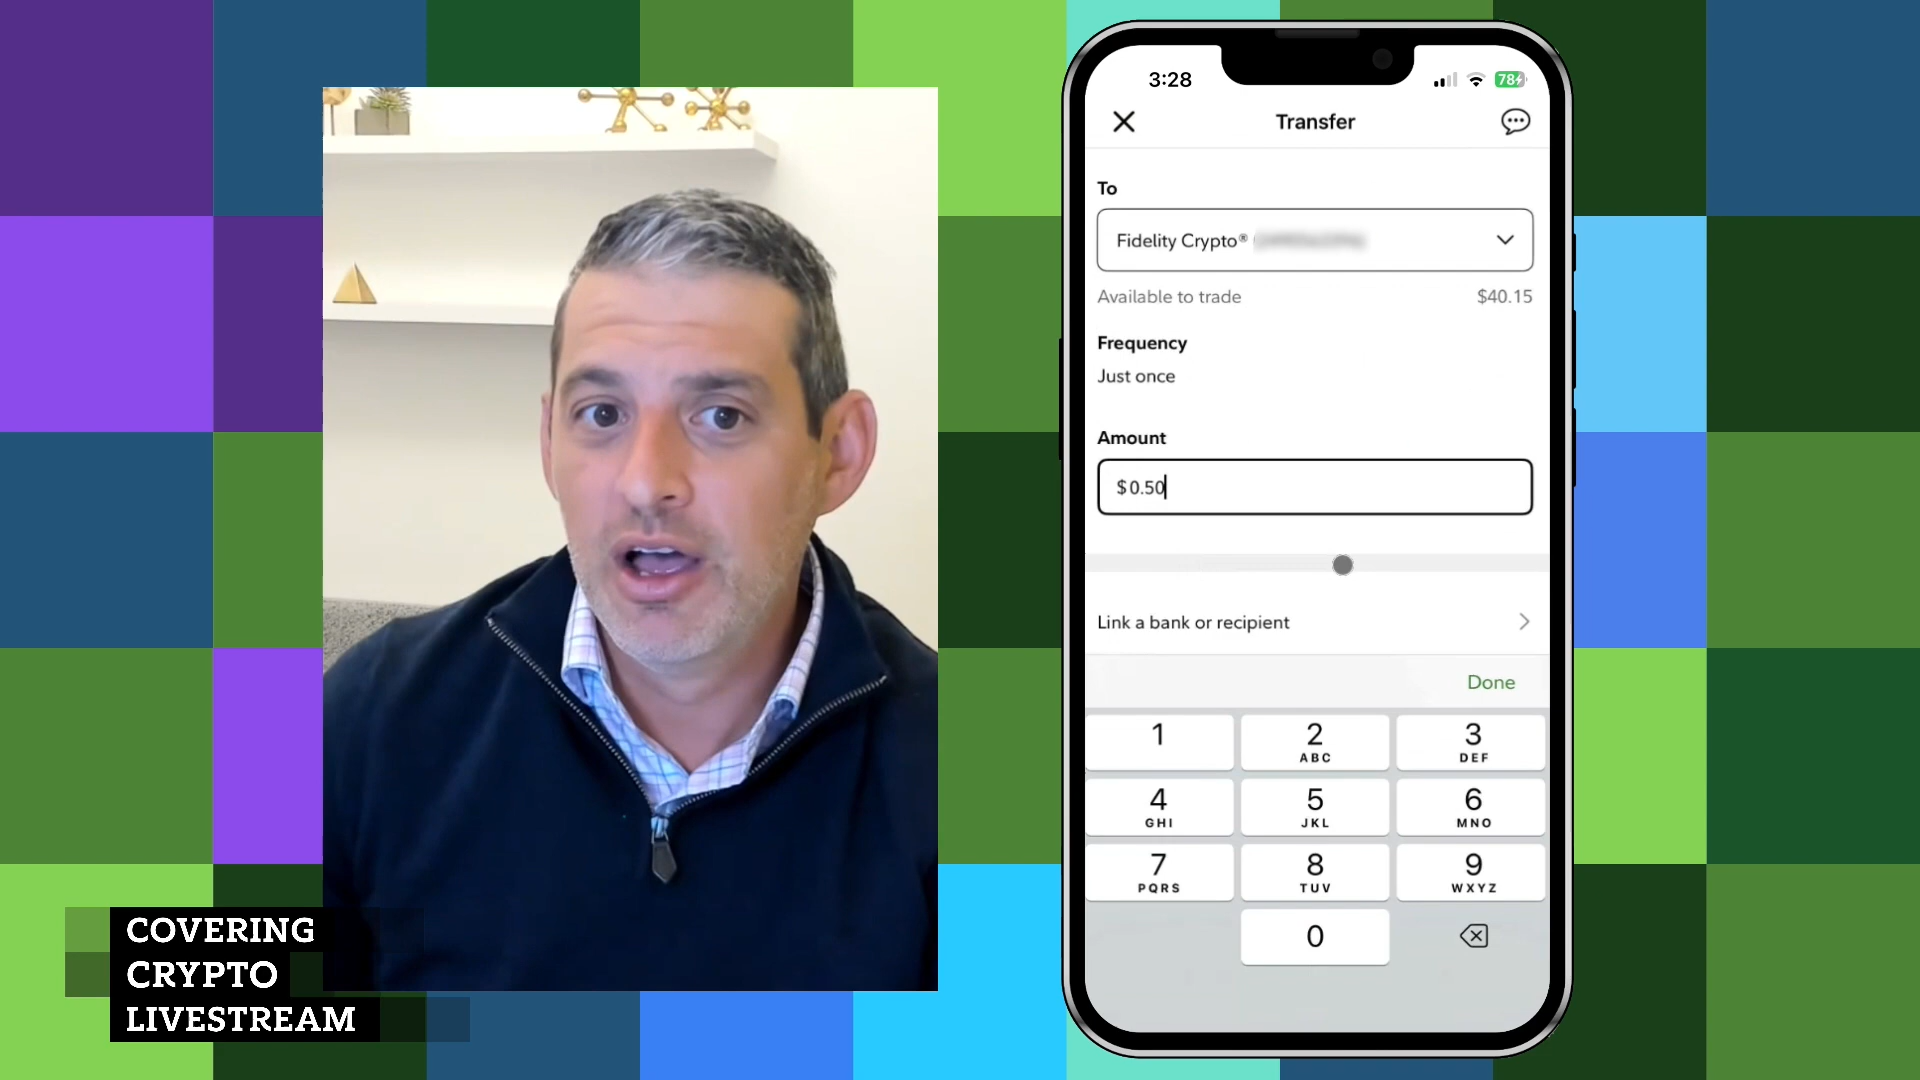 3:28
78
Transfer
To
Fidelity Crypto®
Available to trade
$40.15
Frequency
Just once
Amount
$0.50
Link a bank or recipient
Done
1
2
ABC
3
DEF
4
GHI
5
JKL
6
MNO
7
PQRS
8
TUV
9
WXYZ
0
COVERING
CRYPTO
LIVESTREAM